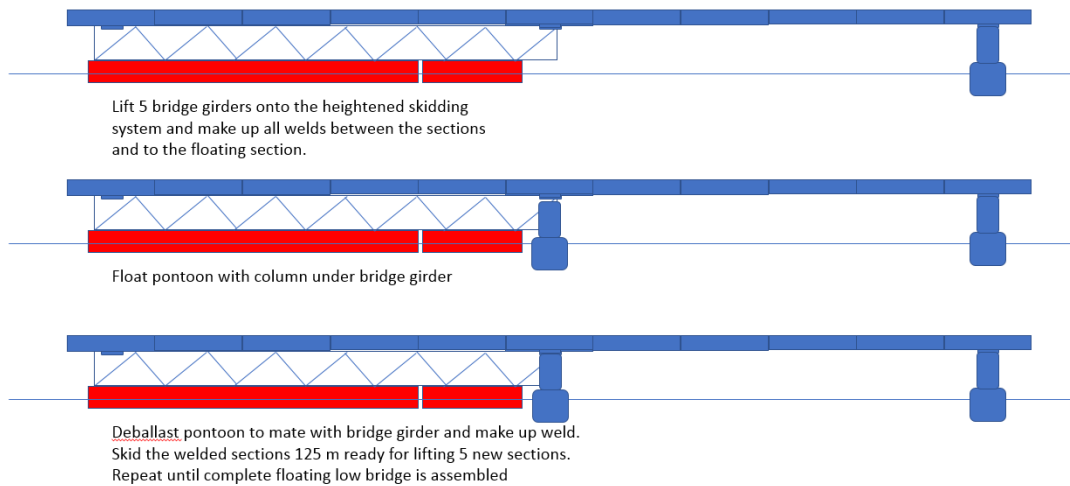 Lift 5 bridge girders onto the heightened skidding
system and make up all welds between the sections
and to the floating section.
Float pontoon with column under bridge girder
Deballast pontoon to mate with bridge girder and make up weld.
Skid the welded sections 125 m ready for lifting 5 new sections.
Repeat until complete floating low bridge is assembled